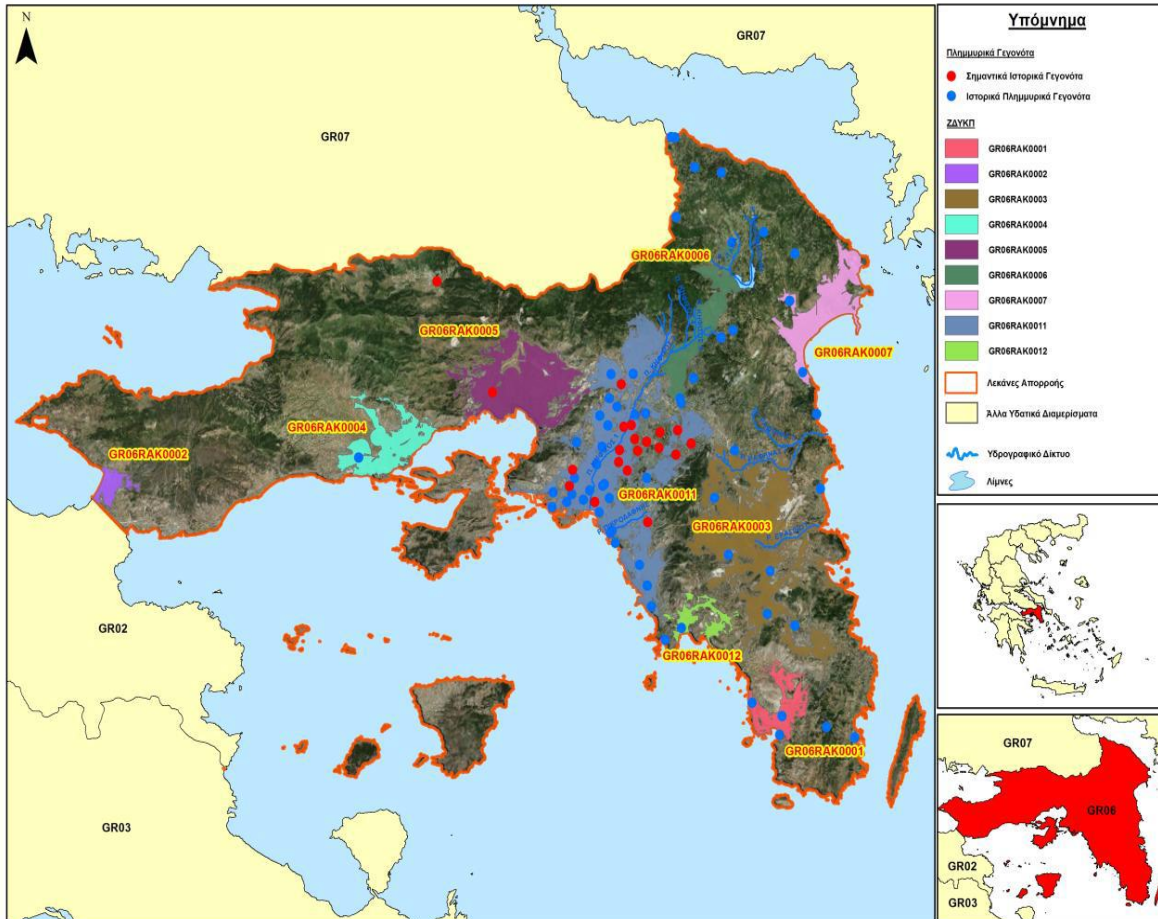 N
GR07
GR07
GR06RAK0006
GR06RAK0005
GR06RAK0007
GR06RAK0004
GR06RAK0002
GR06RAK0011
GR06RAK0003
GR02
GR06RAK0012
GR06RAK0001
GR03
Υπόμνημα
Πλημμυρικά Γεγονότα
Σημαντικά Ιστορικά Γεγονότα
Ιστορικά Πλημμυρικά Γεγονότα
ΖΔΥΚΠ
GR06RAK0001
GR06RAK0002
GR06RAK0003
GR06RAK0004
GR06RAK0005
GR06RAK0006
GR06RAK0007
GR06RAK0011
GR06RAK0012
Λεκάνες Απορροής
Άλλα Υδατικά Διαμερίσματα
Υδρογραφικό Δίκτυο
Λίμνες
GR07
GR06
GR02
GR03